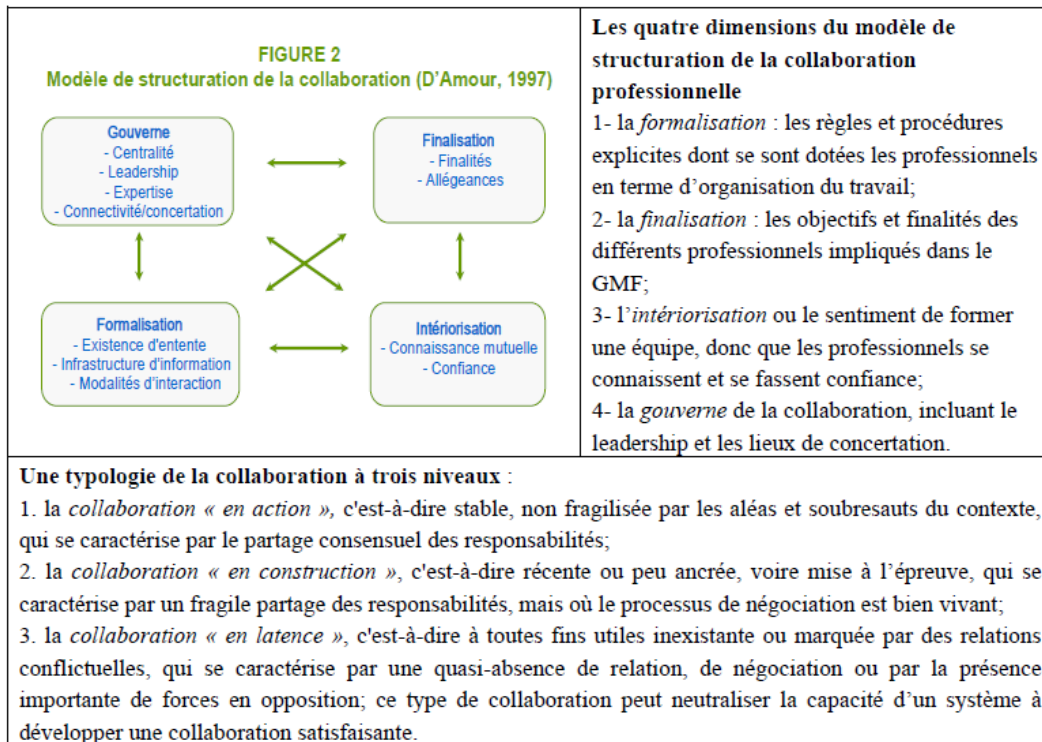 FIGURE 2
Modèle de structuration de la collaboration (D'Amour, 1997)
Gouverne
- Centralité
- Leadership
- Expertise
- Connectivité/concertation
Finalisation
- Finalités
- Allégeances
Formalisation
- Existence d'entente
- Infrastructure d'information
- Modalités d'interaction
Intériorisation
- Connaissance mutuelle
- Confiance
Les quatre dimensions du modèle de
structuration de la collaboration
professionnelle
1- la formalisation : les règles et procédures
explicites dont se sont dotées les professionnels
en terme d'organisation du travail;
2- la finalisation : les objectifs et finalités des
différents professionnels impliqués dans le
GMF;
3- l'intériorisation ou le sentiment de former
une équipe, donc que les professionnels se
connaissent et se fassent confiance;
4- la gouverne de la collaboration, incluant le
leadership et les lieux de concertation.
Une typologie de la collaboration à trois niveaux :
1. la collaboration « en action », c'est-à-dire stable, non fragilisée par les aléas et soubresauts du contexte,
qui se caractérise par le partage consensuel des responsabilités;
2. la collaboration « en construction », c'est-à-dire récente ou peu ancrée, voire mise à l'épreuve, qui se
caractérise par un fragile partage des responsabilités, mais où le processus de négociation est bien vivant;
3. la collaboration « en latence », c'est-à-dire à toutes fins utiles inexistante ou marquée par des relations
conflictuelles, qui se caractérise par une quasi-absence de relation, de négociation ou par la présence
importante de forces en opposition; ce type de collaboration peut neutraliser la capacité d'un système à
développer une collaboration satisfaisante.